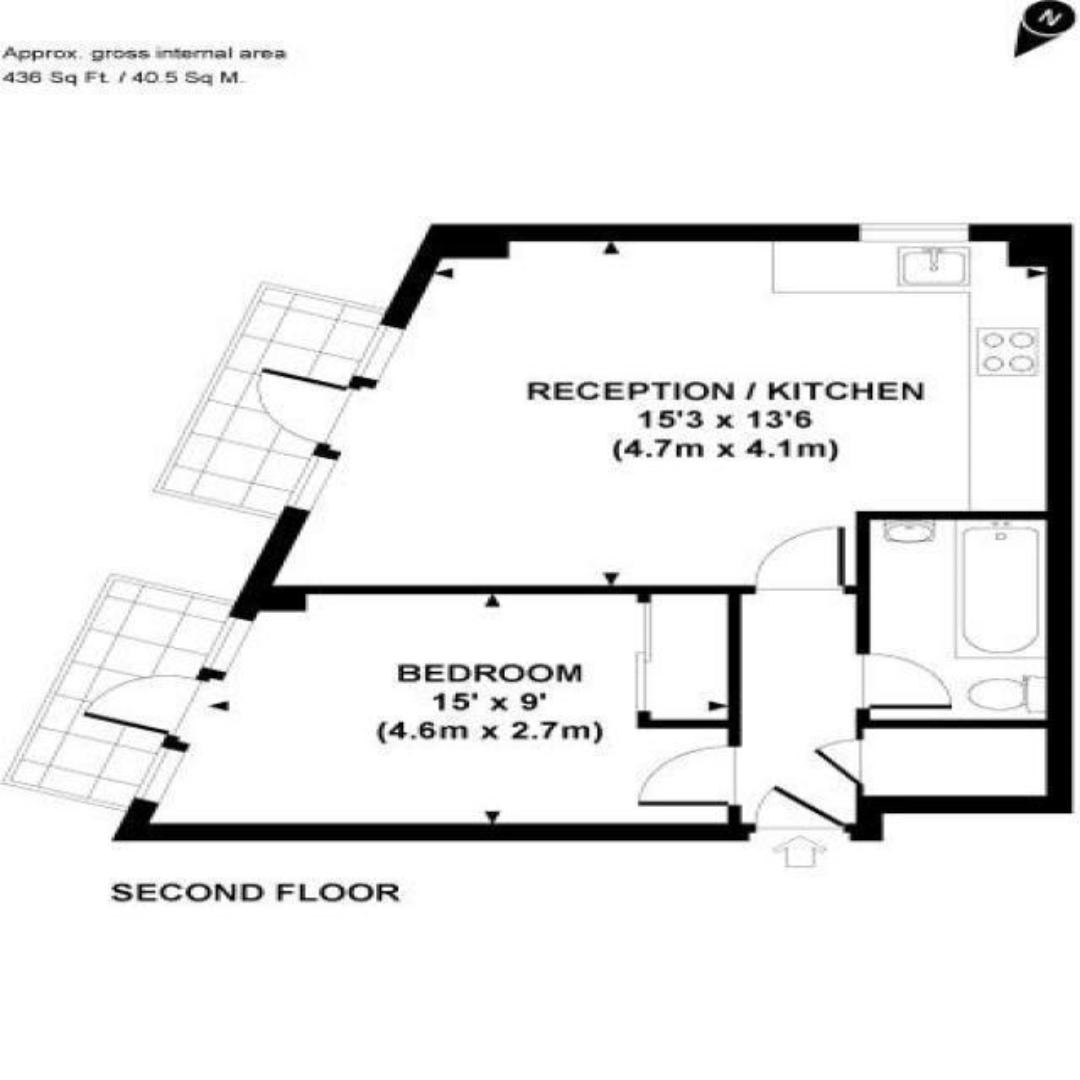 N
Approx. gross internal area
436 Sq Ft. / 40.5 Sq M.
RECEPTION / KITCHEN
15'3 x 13'6
(4.7m x 4.1m)
BEDROOM
15' x 9'
(4.6m x 2.7m)
SECOND FLOOR